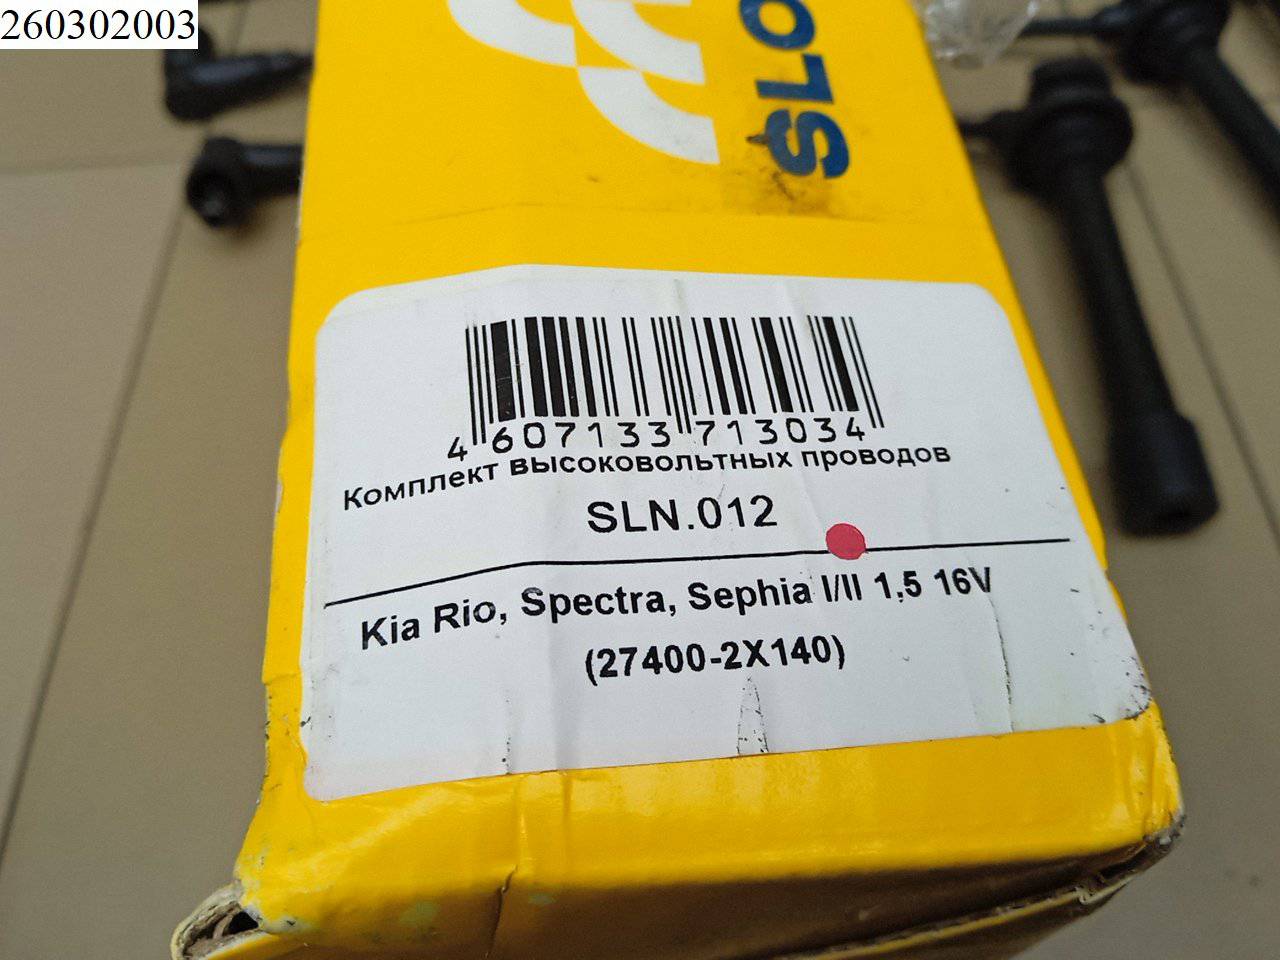 260302003
SLO
4 607133 713034
Комплект высоковольтных проводов
SLN.012
Kia Rio, Spectra, Sephia I/II 1,5 16V
(27400-2X140)